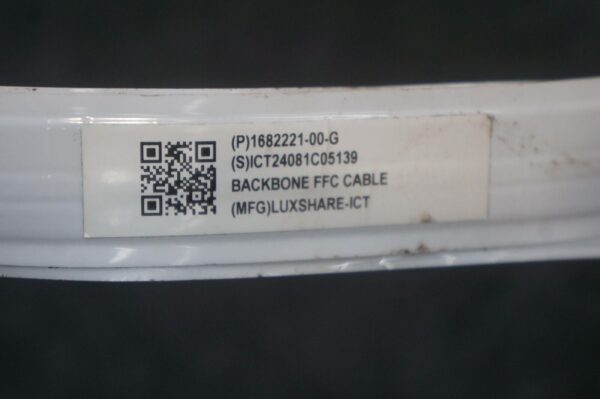 (P)1682221-00-G
(S)ICT24081C05139
BACKBONE FFC CABLE
(MFG)LUXSHARE-ICT